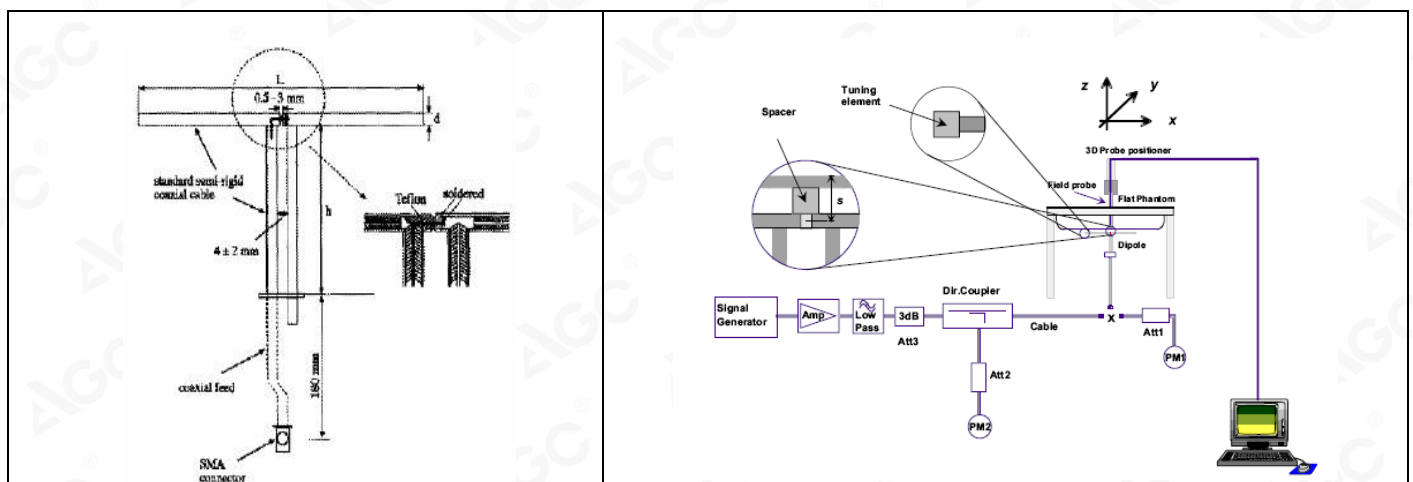 L
0.5 -3 mm
d
standard semi-rigid
coaxial cable
h
Teflon
soldered
4 ± 2 mm
coaxial feed
180 mm
SMA
connector
Tuning
element
Spacer
z
y
x
3D Probe positioner
Field probe
Flat Phantom
s
Dipole
Dir.Coupler
Signal
Generator
Amp
Low
Pass
3dB
Att3
Cable
x
Att1
PM1
Att2
PM2
AGC